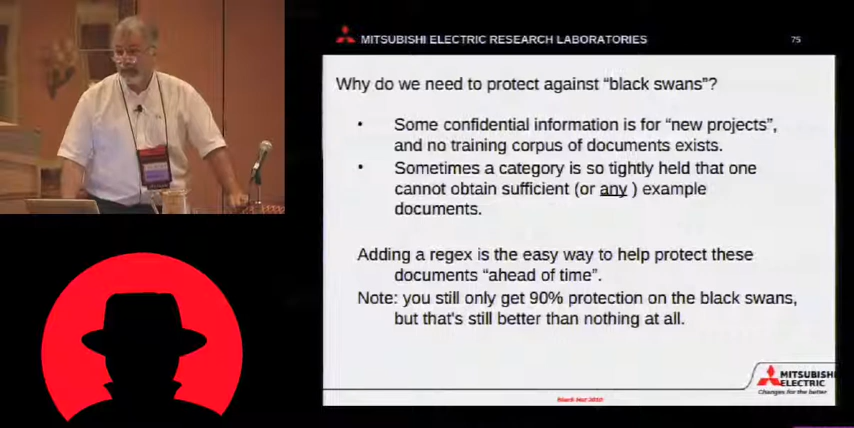 MITSUBISHI ELECTRIC RESEARCH LABORATORIES
75
Why do we need to protect against “black swans”?
• Some confidential information is for “new projects”,
and no training corpus of documents exists.
• Sometimes a category is so tightly held that one
cannot obtain sufficient (or any ) example
documents.
Adding a regex is the easy way to help protect these
documents “ahead of time”.
Note: you still only get 90% protection on the black swans,
but that's still better than nothing at all.
MITSUBISHI
ELECTRIC
Changes for the better
Black Hat 2010